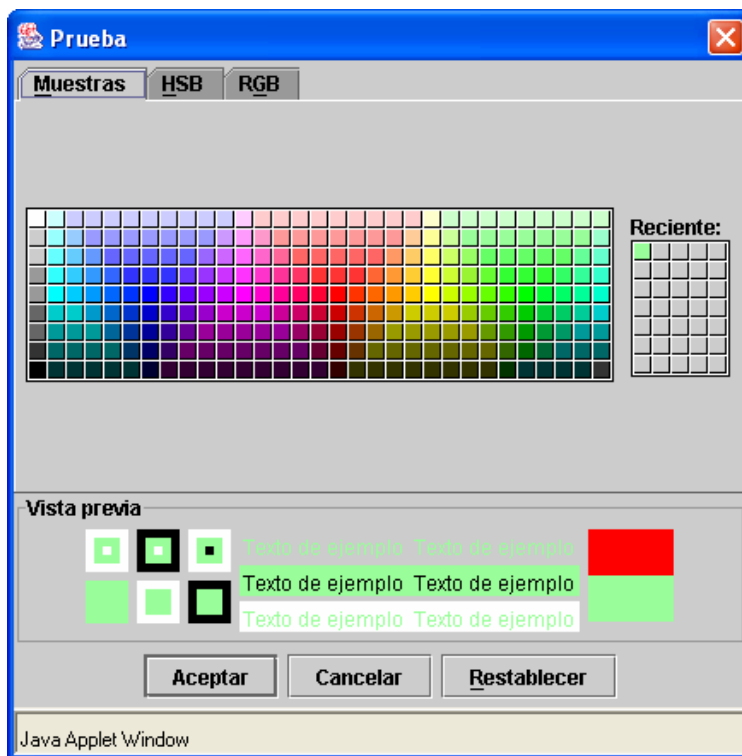 Prueba
Muestras HSB RGB
Reciente:
Vista previa
Texto de ejemplo Texto de ejemplo
Texto de ejemplo Texto de ejemplo
Texto de ejemplo Texto de ejemplo
Aceptar Cancelar Restablecer
Java Applet Window